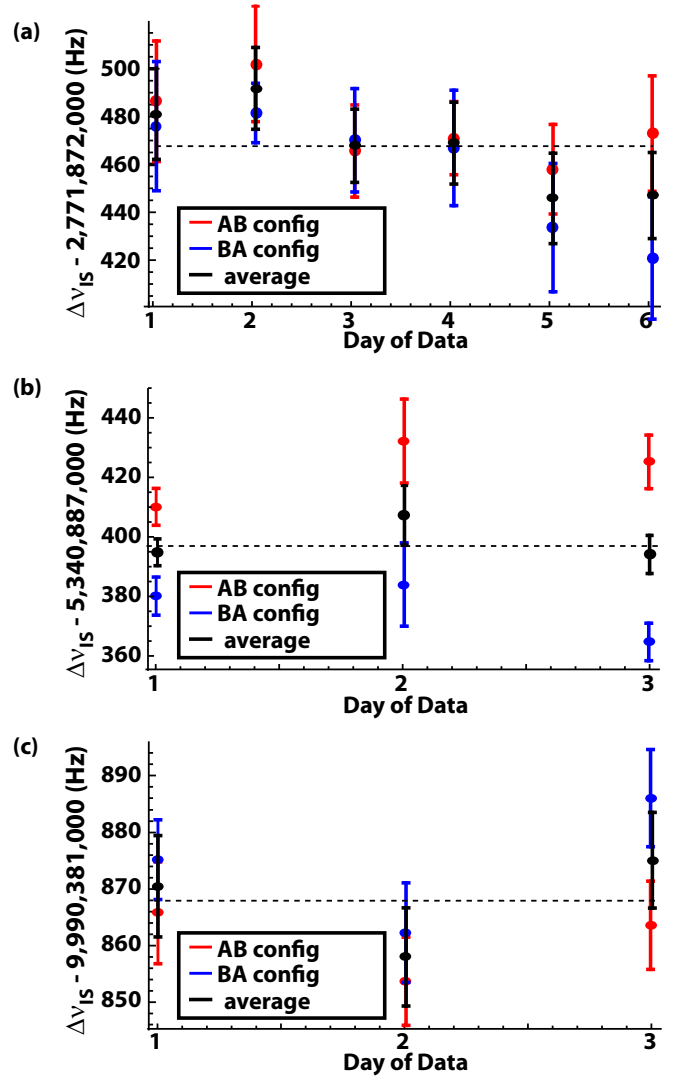 (a)
Δν_IS - 2,771,872,000 (Hz)
500
480
460
440
420
AB config
BA config
average
1 2 3 4 5 6
Day of Data
(b)
Δν_IS - 5,340,887,000 (Hz)
440
420
400
380
360
AB config
BA config
average
1 2 3
Day of Data
(c)
Δν_IS - 9,990,381,000 (Hz)
890
880
870
860
850
AB config
BA config
average
1 2 3
Day of Data